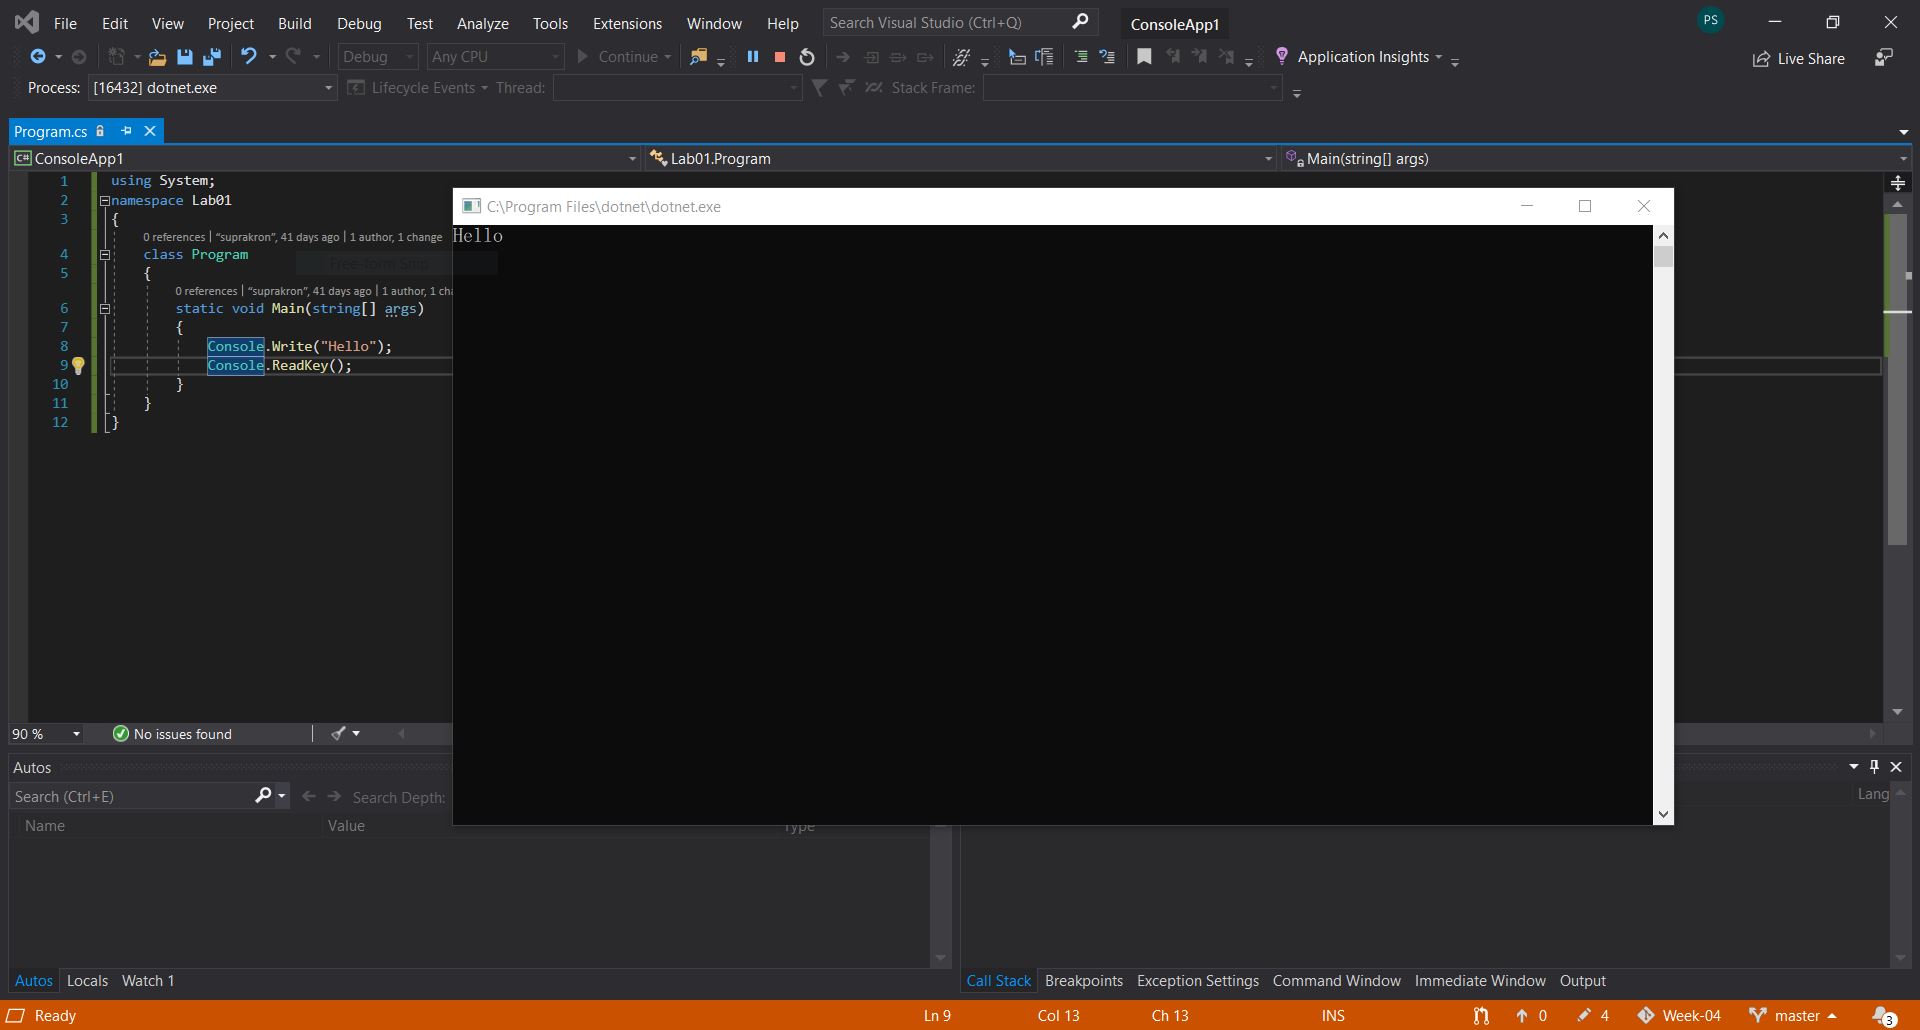 File Edit View Project Build Debug Test Analyze Tools Extensions Window Help Search Visual Studio (Ctrl+Q) ConsoleApp1 PS
Debug Any CPU Continue Application Insights Live Share
Process: [16432] dotnet.exe Lifecycle Events Thread: Stack Frame:
Program.cs
C# ConsoleApp1 Lab01.Program Main(string[] args)
1 using System;
2 namespace Lab01
3 {
0 references | “suprakron”, 41 days ago | 1 author, 1 change
4 class Program
5 {
0 references | “suprakron”, 41 days ago | 1 author, 1 cha
6 static void Main(string[] args)
7 {
8 Console.Write("Hello");
9 Console.ReadKey();
10 }
11 }
12 }
C:\Program Files\dotnet\dotnet.exe
Hello
Free-form Snip
90 % No issues found
Autos
Search (Ctrl+E) Search Depth: Lang
Name Value Type
Autos Locals Watch 1
Call Stack Breakpoints Exception Settings Command Window Immediate Window Output
Ready Ln 9 Col 13 Ch 13 INS 0 4 Week-04 master 3